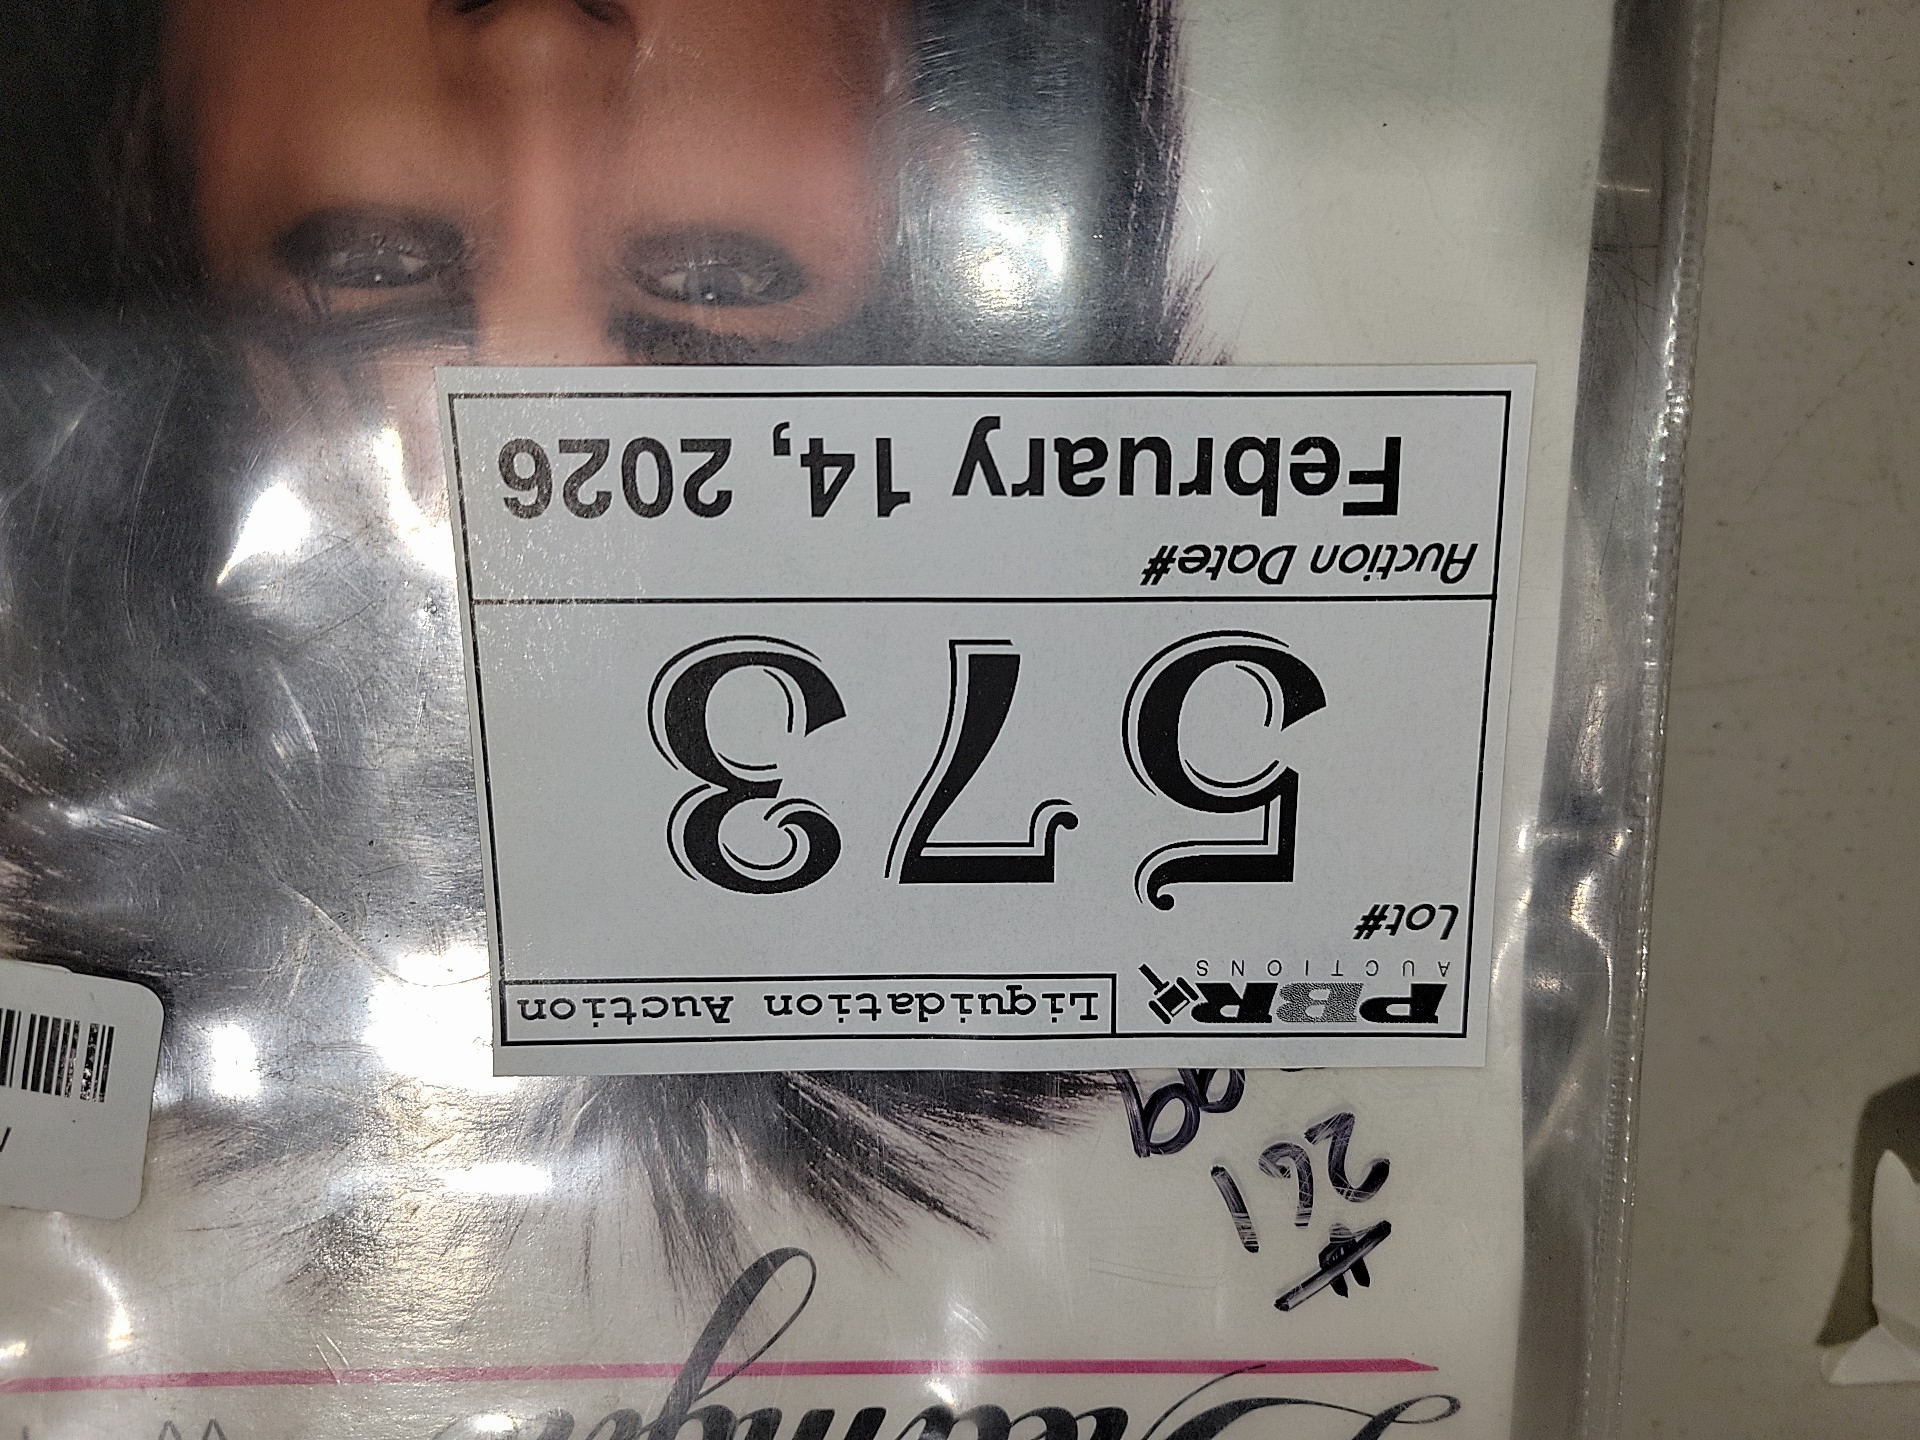 #
261
PBR
AUCTIONS
Liquidation Auction
Lot#
573
Auction Date#
February 14, 2026